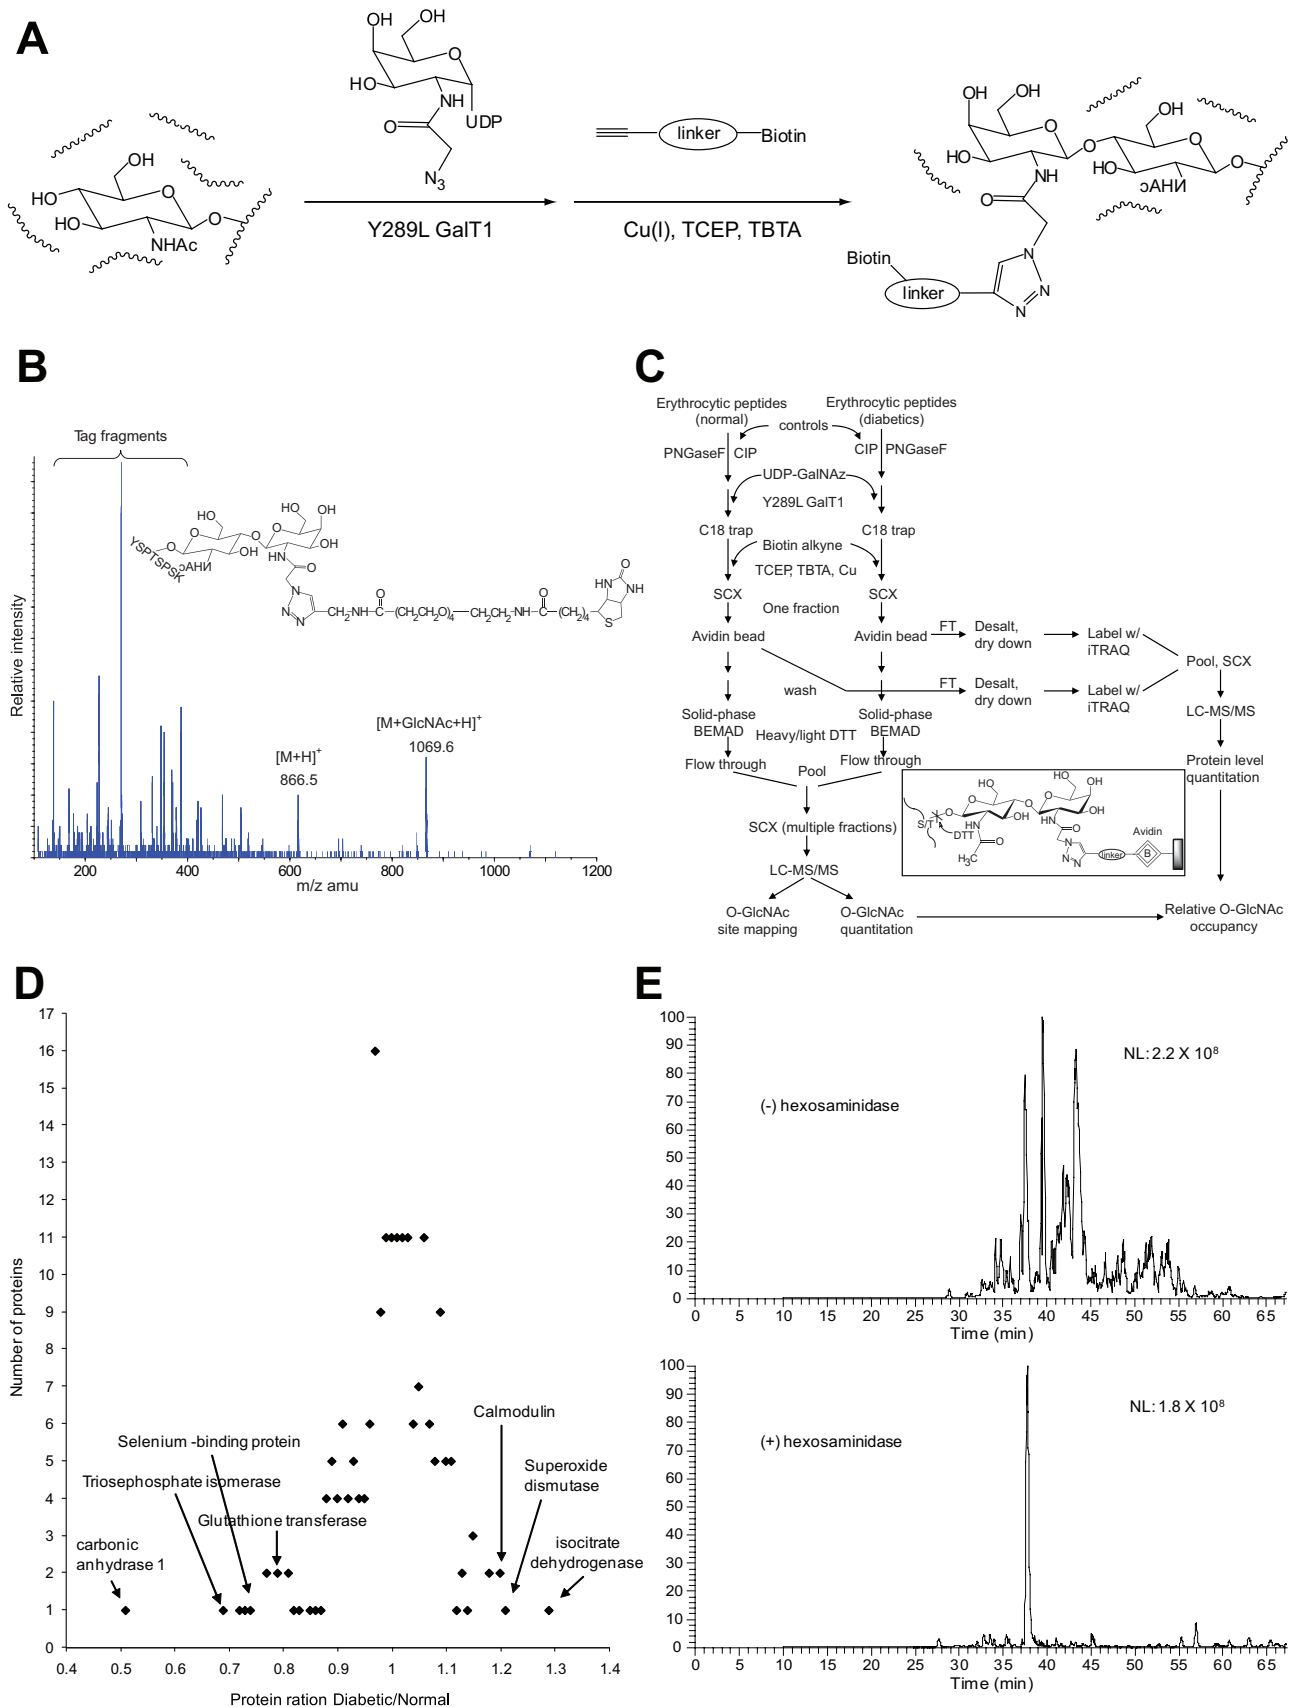 A
OH
OH
O
HO
NH
UDP
O
N3
OH
HO
O
HO
O
NHAc
Y289L GalT1
linker
Biotin
Cu(I), TCEP, TBTA
OH
OH
O
HO
NH
O
O
OH
O
HO
NHAc
O
N
N
N
Biotin
linker
B
Tag fragments
Relative intensity
HO
OH
O
O
O
O
HO
OH
OH
NHAc
NH
O
YSPTSPSK
N
N
N
CH2NH
O
C
(CH2CH2O)4
CH2CH2NH
O
C
(CH2)4
O
HN
NH
S
[M+H]+
866.5
[M+GlcNAc+H]+
1069.6
200 400 600 800 1000 1200
m/z amu
C
Erythrocytic peptides
(normal)
Erythrocytic peptides
(diabetics)
controls
PNGaseF CIP
CIP PNGaseF
UDP-GalNAz
Y289L GalT1
C18 trap
C18 trap
Biotin alkyne
TCEP, TBTA, Cu
SCX
SCX
One fraction
Avidin bead
Avidin bead
FT
Desalt,
dry down
Label w/
iTRAQ
Pool, SCX
wash
FT
Desalt,
dry down
Label w/
iTRAQ
LC-MS/MS
Solid-phase
BEMAD
Solid-phase
BEMAD
Heavy/light DTT
Flow through
Flow through
Protein level
quantitation
Pool
SCX (multiple fractions)
LC-MS/MS
HO
OH
HO
OH
O
O
O
O
OH
OH
S/T
DTT
NH
O
H3C
NH
O
N
N
N
linker
B
Avidin
O-GlcNAc
site mapping
O-GlcNAc
quantitation
Relative O-GlcNAc
occupancy
D
Number of proteins
17
16
15
14
13
12
11
10
9
8
7
6
5
4
3
2
1
0
carbonic
anhydrase 1
Triosephosphate isomerase
Selenium -binding protein
Glutathione transferase
Calmodulin
Superoxide
dismutase
isocitrate
dehydrogenase
0.4 0.5 0.6 0.7 0.8 0.9 1 1.1 1.2 1.3 1.4
Protein ration Diabetic/Normal
E
100
90
80
70
60
50
40
30
20
10
0
(-) hexosaminidase
NL: 2.2 X 10⁸
0 5 10 15 20 25 30 35 40 45 50 55 60 65
Time (min)
100
90
80
70
60
50
40
30
20
10
0
(+) hexosaminidase
NL: 1.8 X 10⁸
0 5 10 15 20 25 30 35 40 45 50 55 60 65
Time (min)